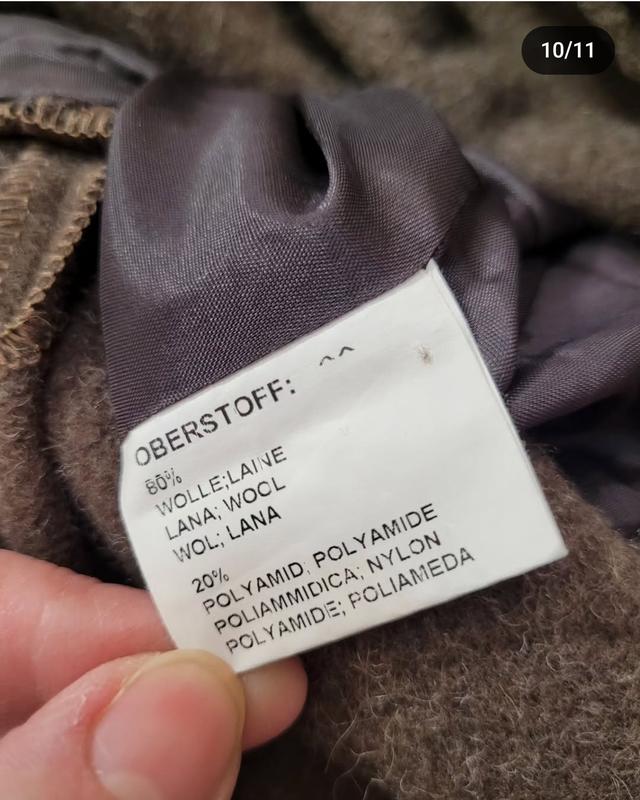 10/11
OBERSTOFF:
80%
WOLLE;LAINE
LANA; WOOL
WOL; LANA
20%
POLYAMID; POLYAMIDE
POLIAMMIDICA; NYLON
POLYAMIDE; POLIAMEDA